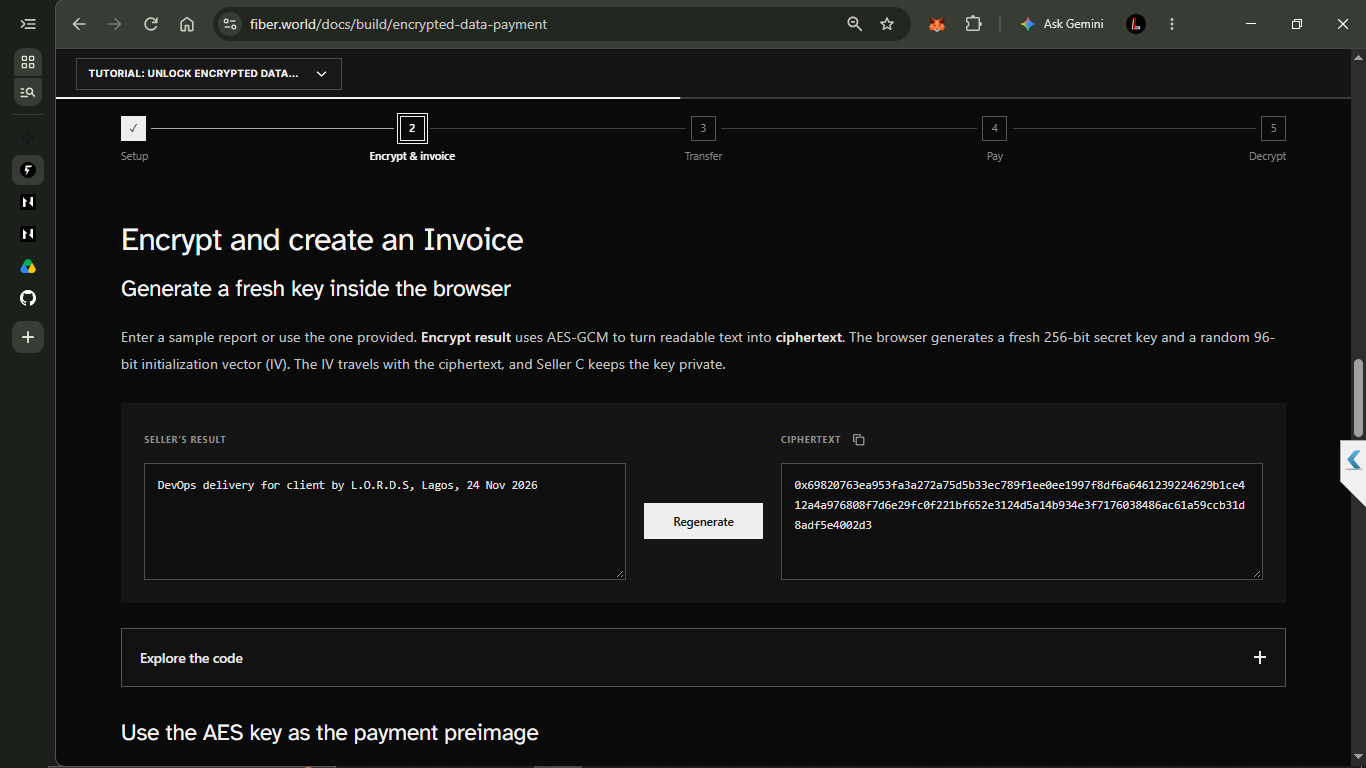 fiber.world/docs/build/encrypted-data-payment
Ask Gemini
TUTORIAL: UNLOCK ENCRYPTED DATA...
✓
2
3
4
5
Setup
Encrypt & invoice
Transfer
Pay
Decrypt
Encrypt and create an Invoice
Generate a fresh key inside the browser
Enter a sample report or use the one provided. Encrypt result uses AES-GCM to turn readable text into ciphertext. The browser generates a fresh 256-bit secret key and a random 96-
bit initialization vector (IV). The IV travels with the ciphertext, and Seller C keeps the key private.
SELLER'S RESULT
DevOps delivery for client by L.O.R.D.S, Lagos, 24 Nov 2026
Regenerate
CIPHERTEXT
0x69820763ea953fa3a272a75d5b33ec789f1ee0ee1997f8df6a6461239224629b1ce4
12a4a976808f7d6e29fc0f221bf652e3124d5a14b934e3f7176038486ac61a59ccb31d
8adf5e4002d3
Explore the code
Use the AES key as the payment preimage